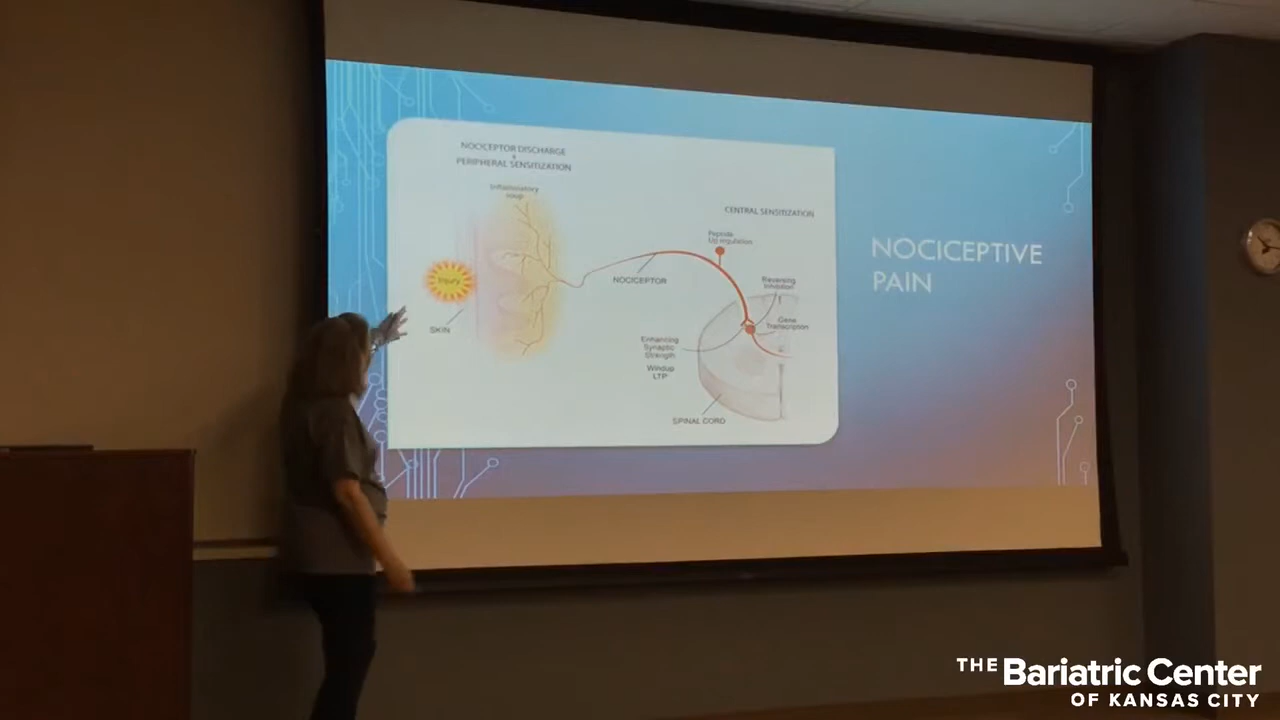 NOCICEPTOR DISCHARGE
&
PERIPHERAL SENSITIZATION
Inflammatory
soup
Injury
SKIN
NOCICEPTOR
CENTRAL SENSITIZATION
Peptide
Up regulation
Reversing
Inhibition
Gene
Transcription
Enhancing
Synaptic
Strength
Windup
LTP
SPINAL CORD
NOCICEPTIVE
PAIN
THE Bariatric Center
OF KANSAS CITY